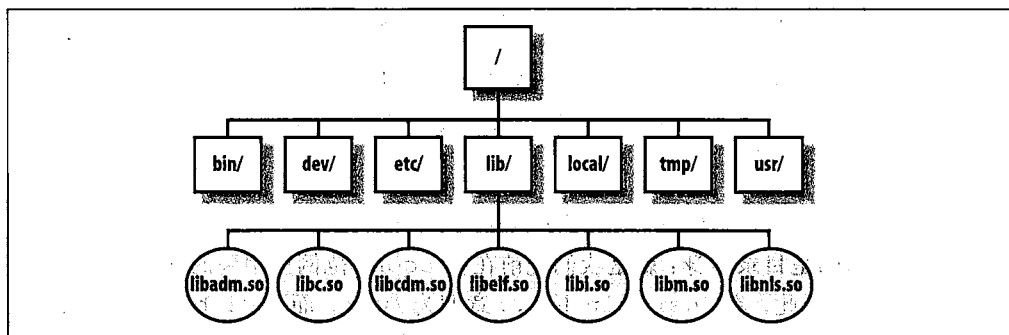 /
bin/ dev/ etc/ lib/ local/ tmp/ usr/
libadm.so libc.so libcdm.so libelf.so libi.so libm.so libnls.so